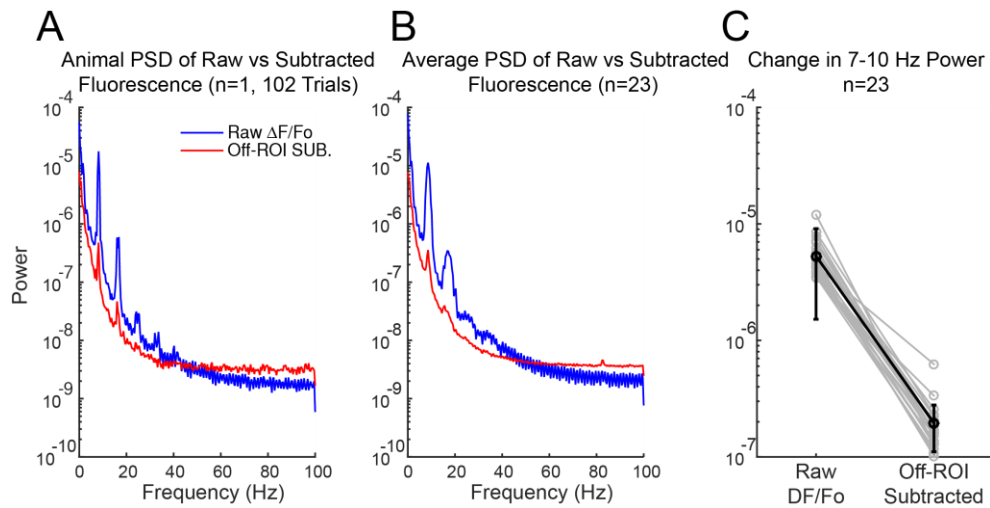 A
Animal PSD of Raw vs Subtracted
Fluorescence (n=1, 102 Trials)
10-4
10-5
10-6
10-7
10-8
10-9
10-10
Power
Raw ΔF/Fo
Off-ROI SUB.
0 20 40 60 80 100
Frequency (Hz)
B
Average PSD of Raw vs Subtracted
Fluorescence (n=23)
10-4
10-5
10-6
10-7
10-8
10-9
10-10
0 20 40 60 80 100
Frequency (Hz)
C
Change in 7-10 Hz Power
n=23
10-4
10-5
10-6
10-7
Raw
DF/Fo
Off-ROI
Subtracted